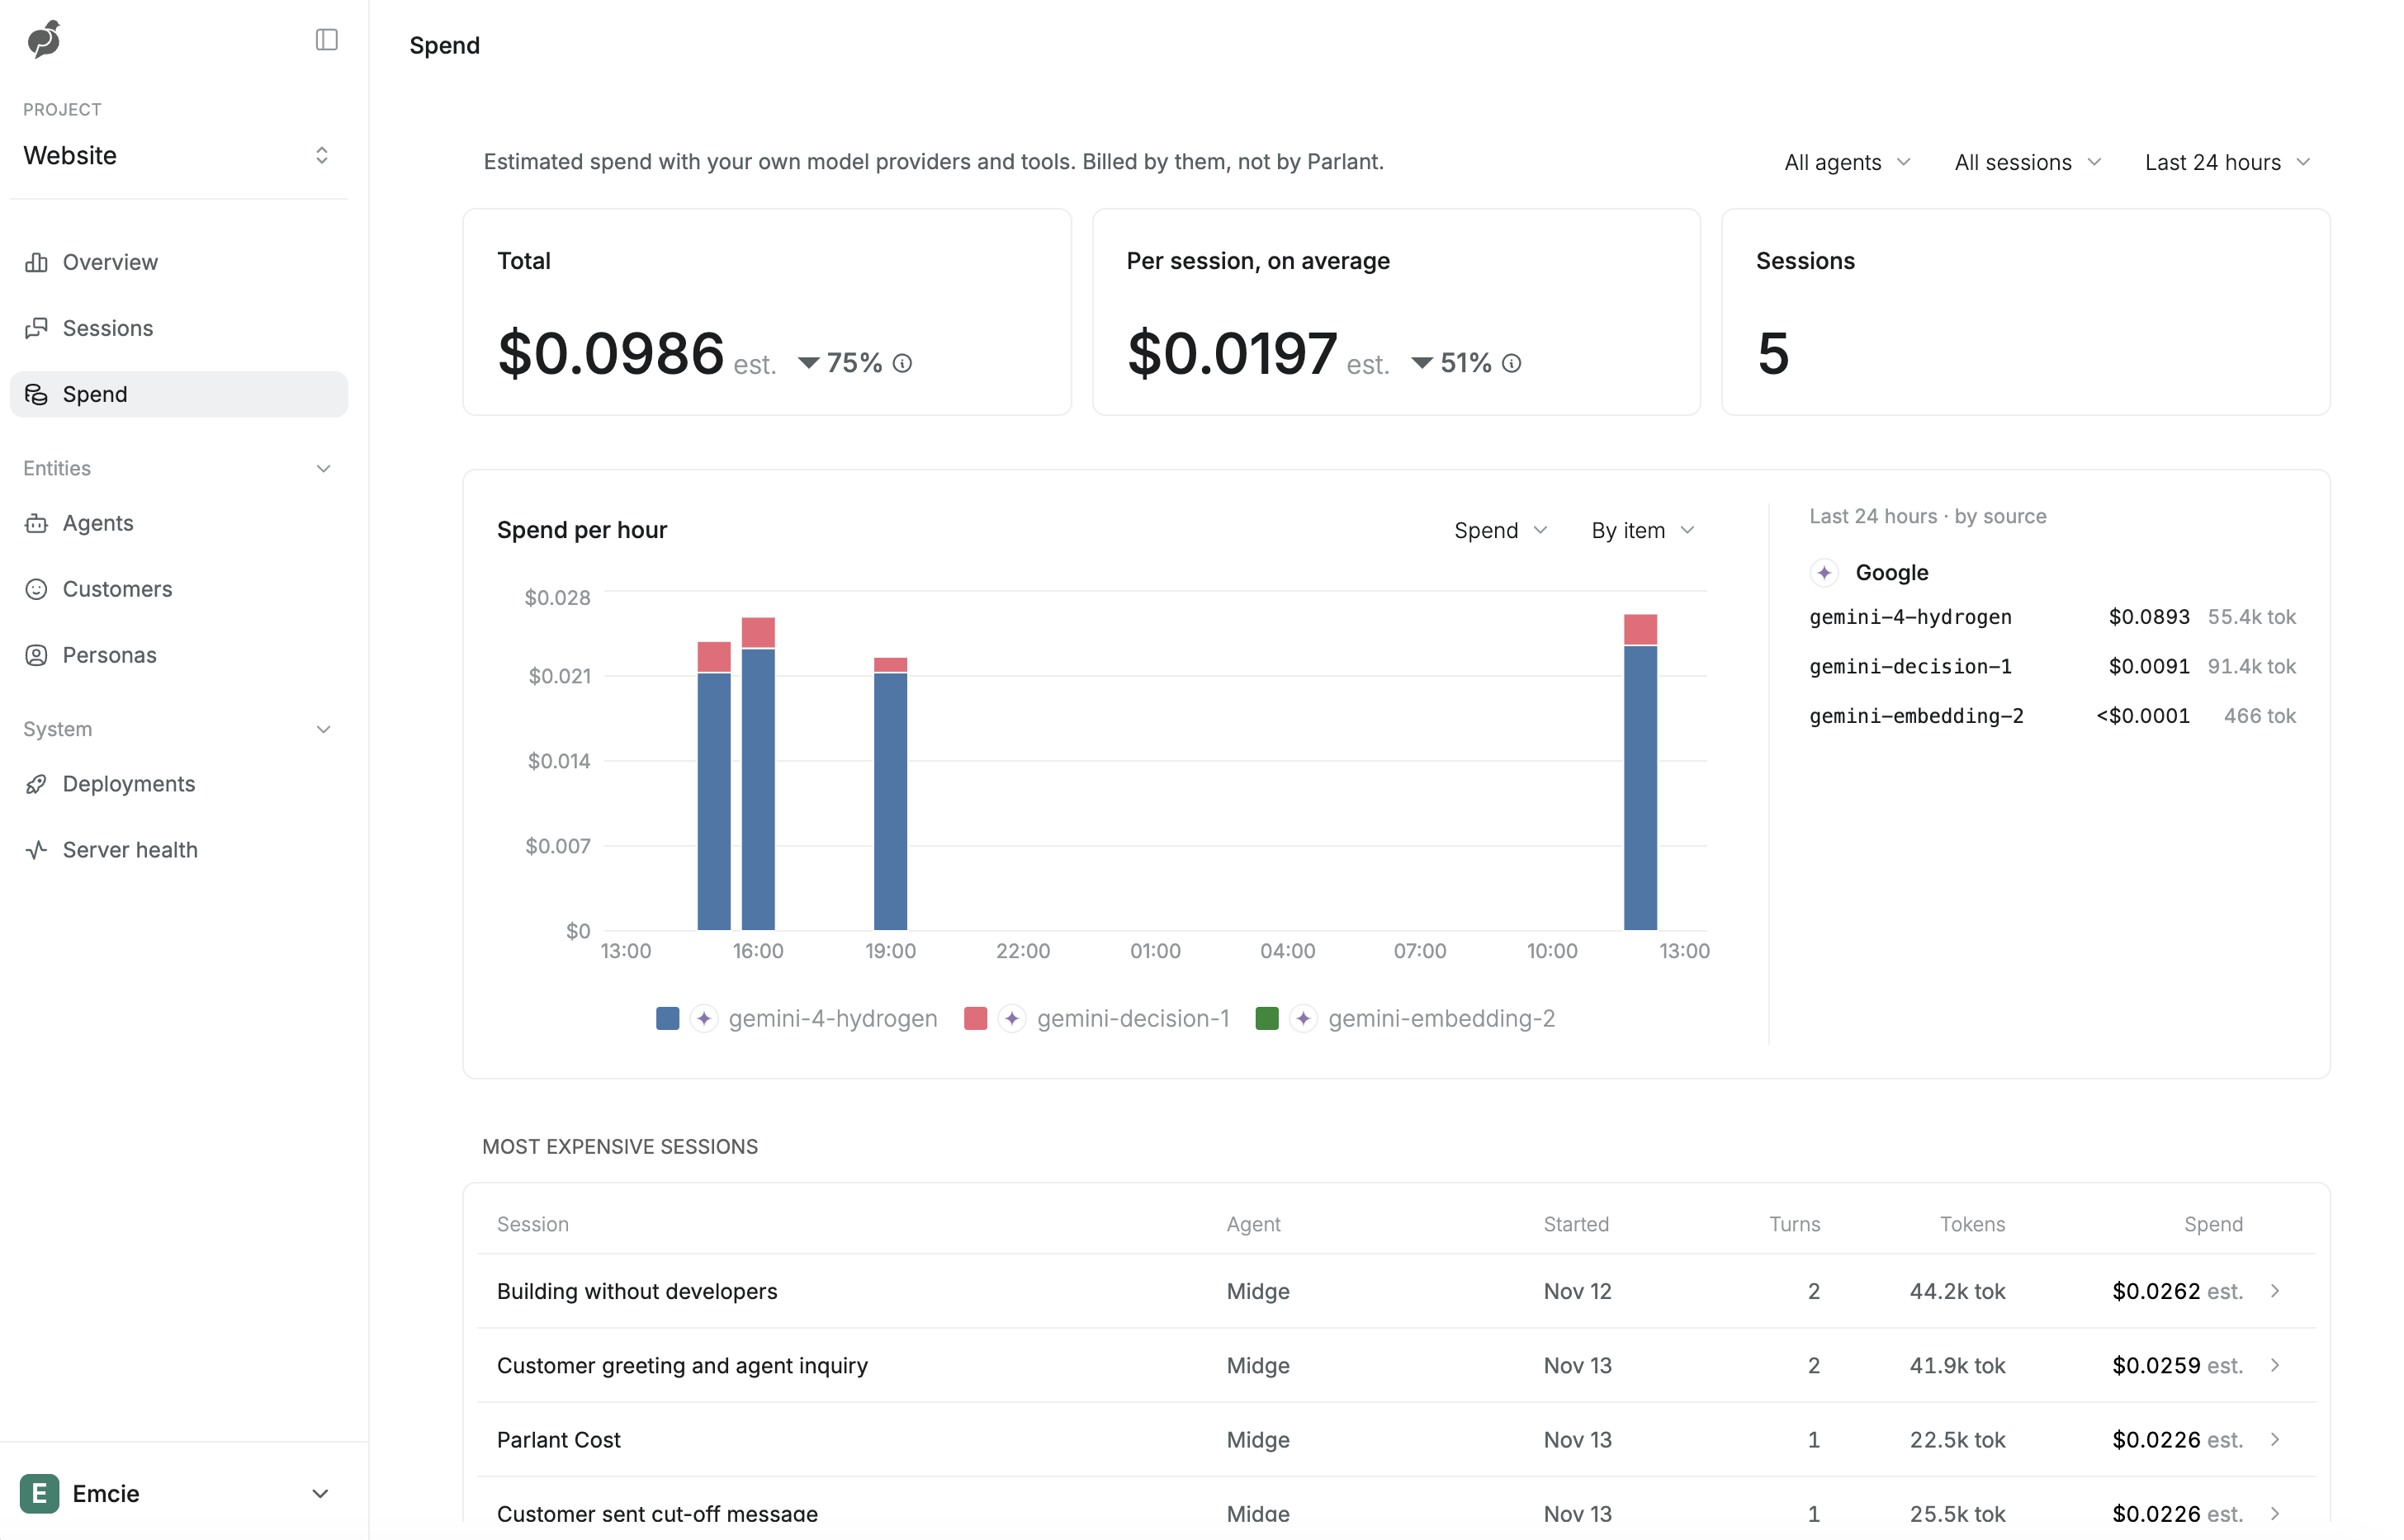 PROJECT
Website
Overview
Sessions
Spend
Entities
Agents
Customers
Personas
System
Deployments
Server health
E Emcie
Spend
Estimated spend with your own model providers and tools. Billed by them, not by Parlant.
All agents
All sessions
Last 24 hours
Total
$0.0986 est. 75%
Per session, on average
$0.0197 est. 51%
Sessions
5
Spend per hour
Spend
By item
$0.028
$0.021
$0.014
$0.007
$0
13:00 16:00 19:00 22:00 01:00 04:00 07:00 10:00 13:00
gemini-4-hydrogen gemini-decision-1 gemini-embedding-2
Last 24 hours · by source
Google
gemini-4-hydrogen $0.0893 55.4k tok
gemini-decision-1 $0.0091 91.4k tok
gemini-embedding-2 <$0.0001 466 tok
MOST EXPENSIVE SESSIONS
Session Agent Started Turns Tokens Spend
Building without developers Midge Nov 12 2 44.2k tok $0.0262 est.
Customer greeting and agent inquiry Midge Nov 13 2 41.9k tok $0.0259 est.
Parlant Cost Midge Nov 13 1 22.5k tok $0.0226 est.
Customer sent cut-off message Midge Nov 13 1 25.5k tok $0.0226 est.